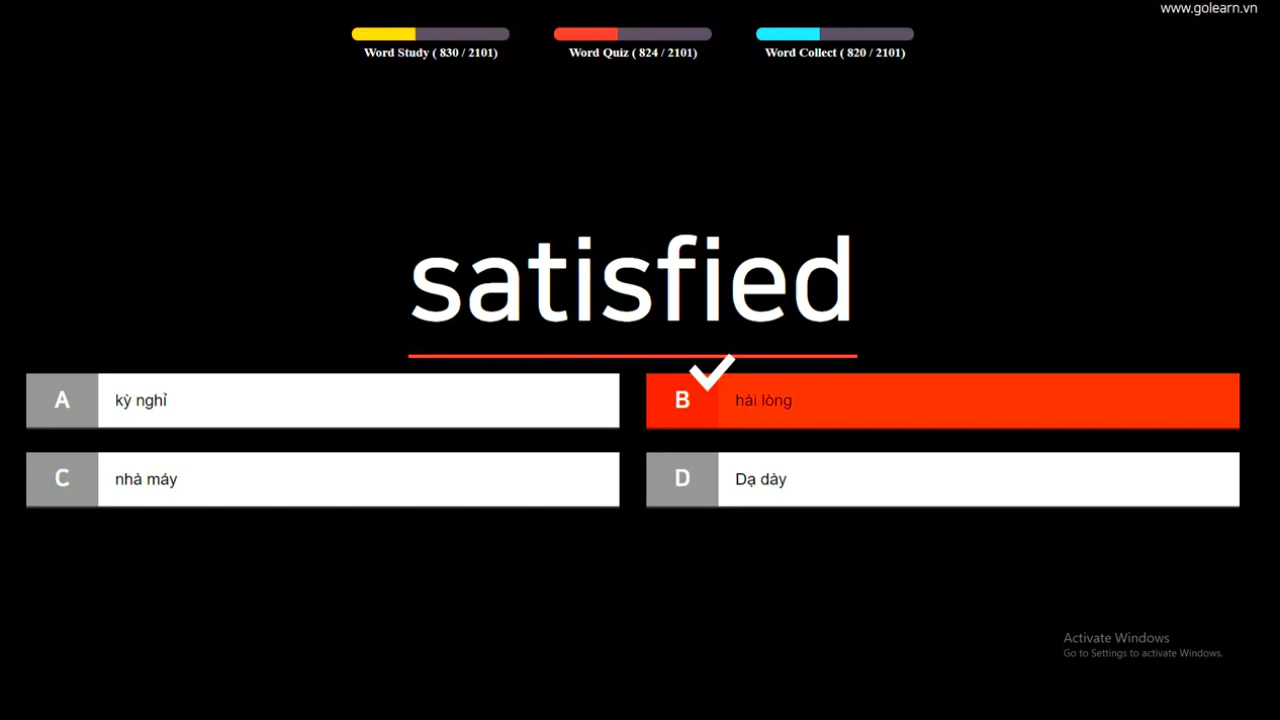 www.golearn.vn
Word Study ( 830 / 2101)
Word Quiz ( 824 / 2101)
Word Collect ( 820 / 2101)
satisfied
A kỳ nghỉ
B hài lòng
C nhà máy
D Dạ dày
Activate Windows
Go to Settings to activate Windows.